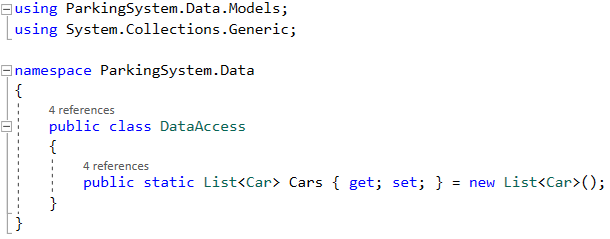 using ParkingSystem.Data.Models;
using System.Collections.Generic;
namespace ParkingSystem.Data
{
4 references
public class DataAccess
{
4 references
public static List<Car> Cars { get; set; } = new List<Car>();
}
}